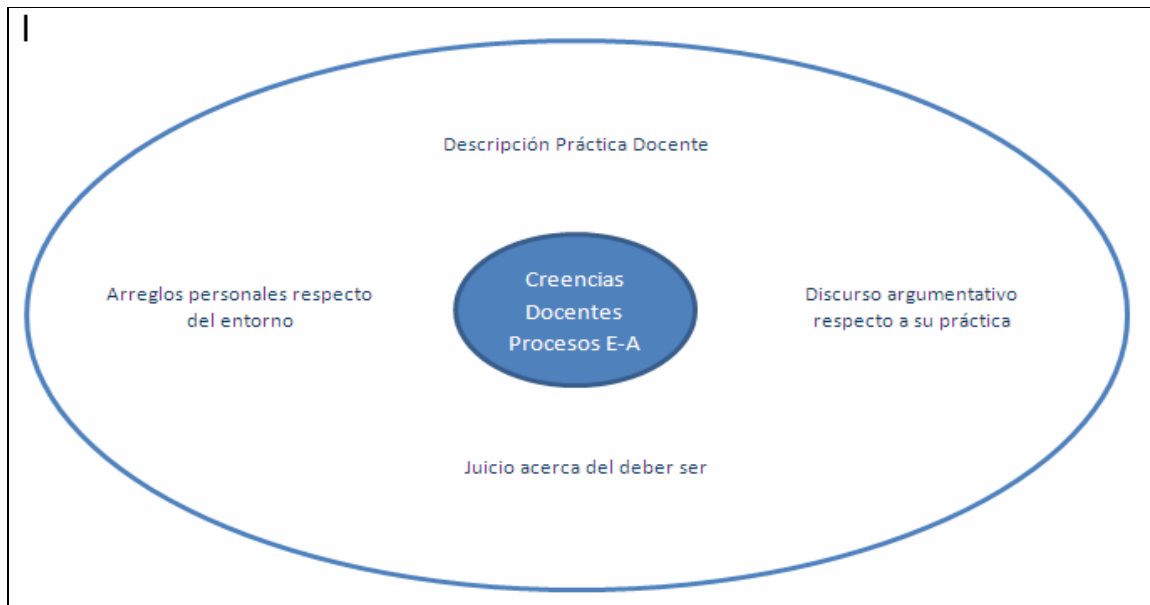 I
Descripción Práctica Docente
Arreglos personales respecto
del entorno
Creencias
Docentes
Procesos E-A
Discurso argumentativo
respecto a su práctica
Juicio acerca del deber ser